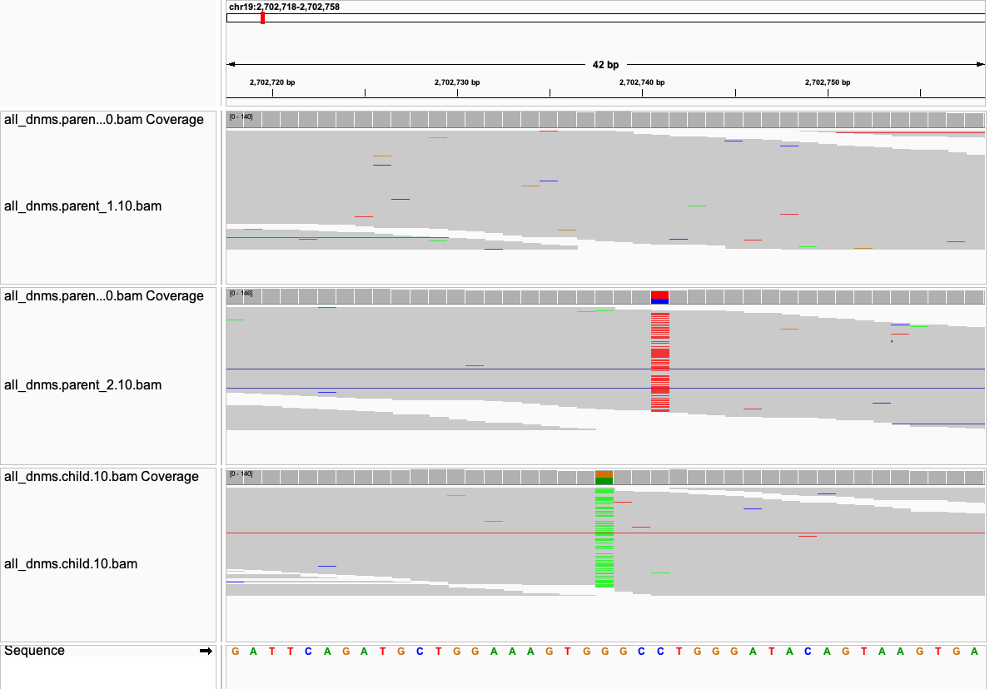 chr19:2,702,718-2,702,758
42 bp
2,702,720 bp 2,702,730 bp 2,702,740 bp 2,702,750 bp
all_dnms.paren...0.bam Coverage
[0 - 140]
all_dnms.parent_1.10.bam
all_dnms.paren...0.bam Coverage
[0 - 146]
all_dnms.parent_2.10.bam
all_dnms.child.10.bam Coverage
[0 - 140]
all_dnms.child.10.bam
Sequence
G A T T C A G A T G C T G G A A A G T G G G C C T G G G A T A C A G T A A G T G A